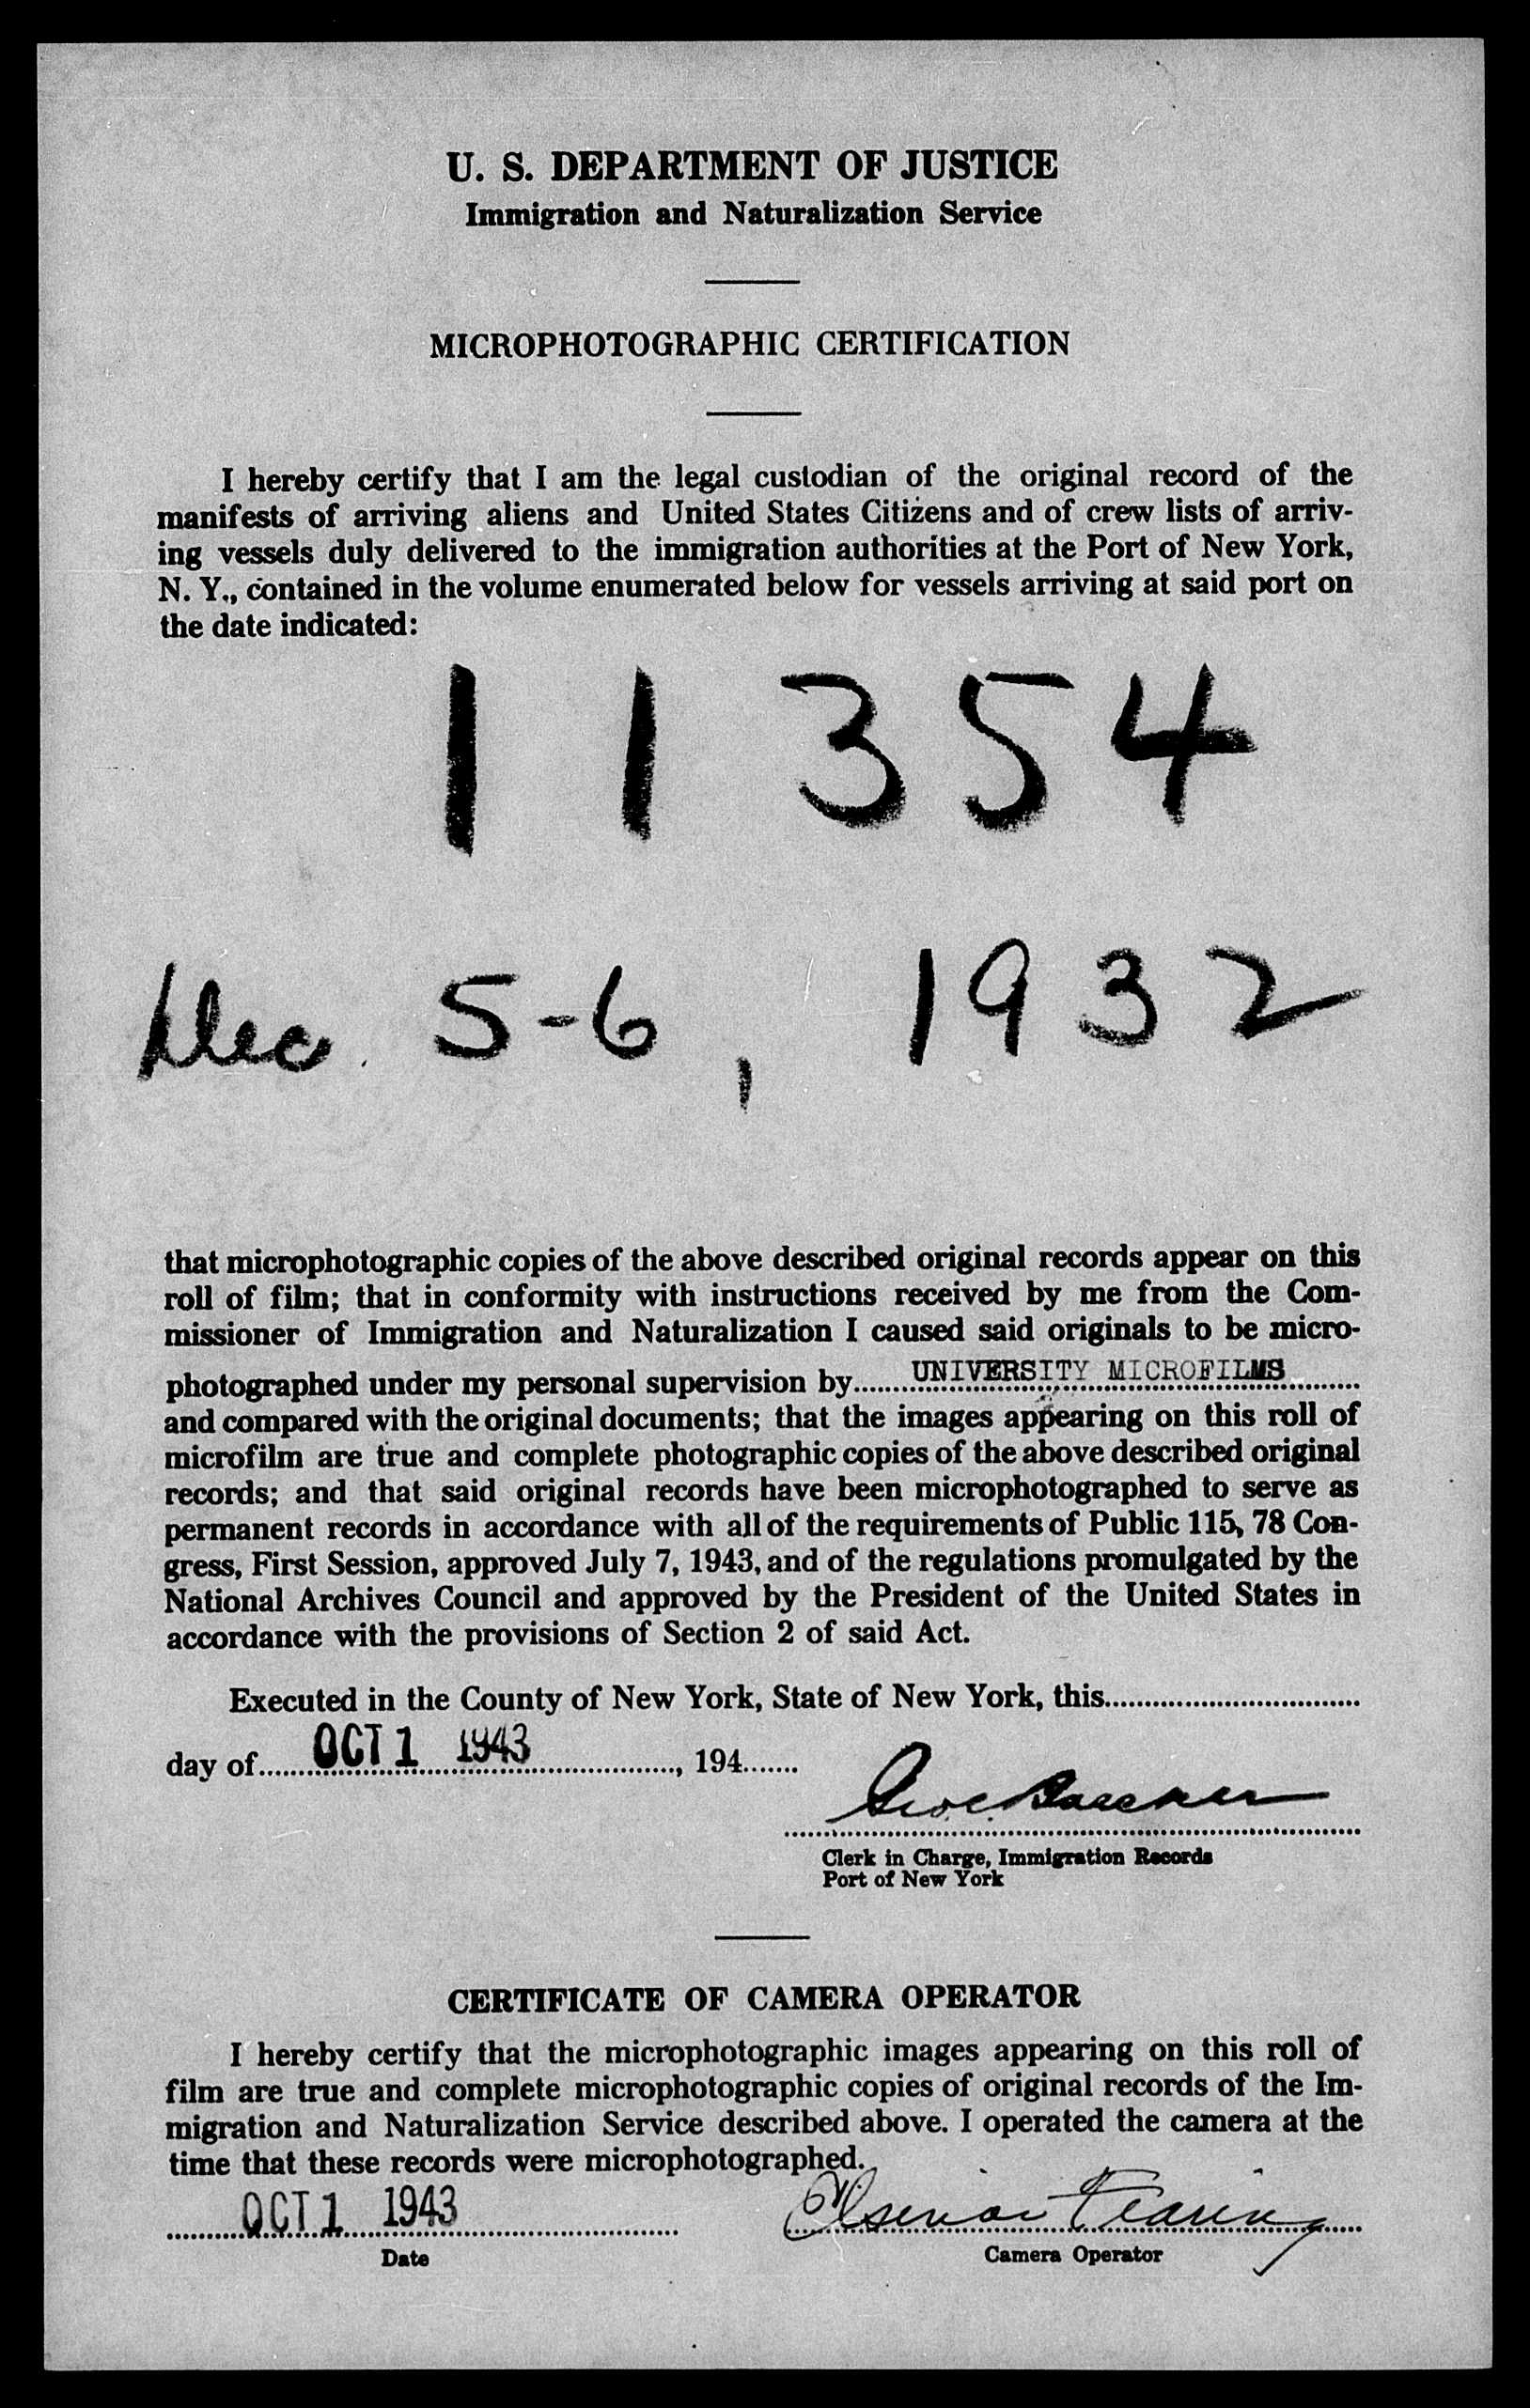 U. S. DEPARTMENT OF JUSTICE
Immigration and Naturalization Service
MICROPHOTOGRAPHIC CERTIFICATION
I hereby certify that I am the legal custodian of the original record of the
manifests of arriving aliens and United States Citizens and of crew lists of arriv-
ing vessels duly delivered to the immigration authorities at the Port of New York,
N. Y., contained in the volume enumerated below for vessels arriving at said port on
the date indicated:
11354
Dec. 5-6, 1932
that microphotographic copies of the above described original records appear on this
roll of film; that in conformity with instructions received by me from the Com-
missioner of Immigration and Naturalization I caused said originals to be micro-
photographed under my personal supervision by UNIVERSITY MICROFILMS
and compared with the original documents; that the images appearing on this roll of
microfilm are true and complete photographic copies of the above described original
records; and that said original records have been microphotographed to serve as
permanent records in accordance with all of the requirements of Public 115, 78 Con-
gress, First Session, approved July 7, 1943, and of the regulations promulgated by the
National Archives Council and approved by the President of the United States in
accordance with the provisions of Section 2 of said Act.
Executed in the County of New York, State of New York, this
day of OCT 1 1943, 194
Clerk in Charge, Immigration Records
Port of New York
CERTIFICATE OF CAMERA OPERATOR
I hereby certify that the microphotographic images appearing on this roll of
film are true and complete microphotographic copies of original records of the Im-
migration and Naturalization Service described above. I operated the camera at the
time that these records were microphotographed.
OCT 1 1943
Date
Camera Operator